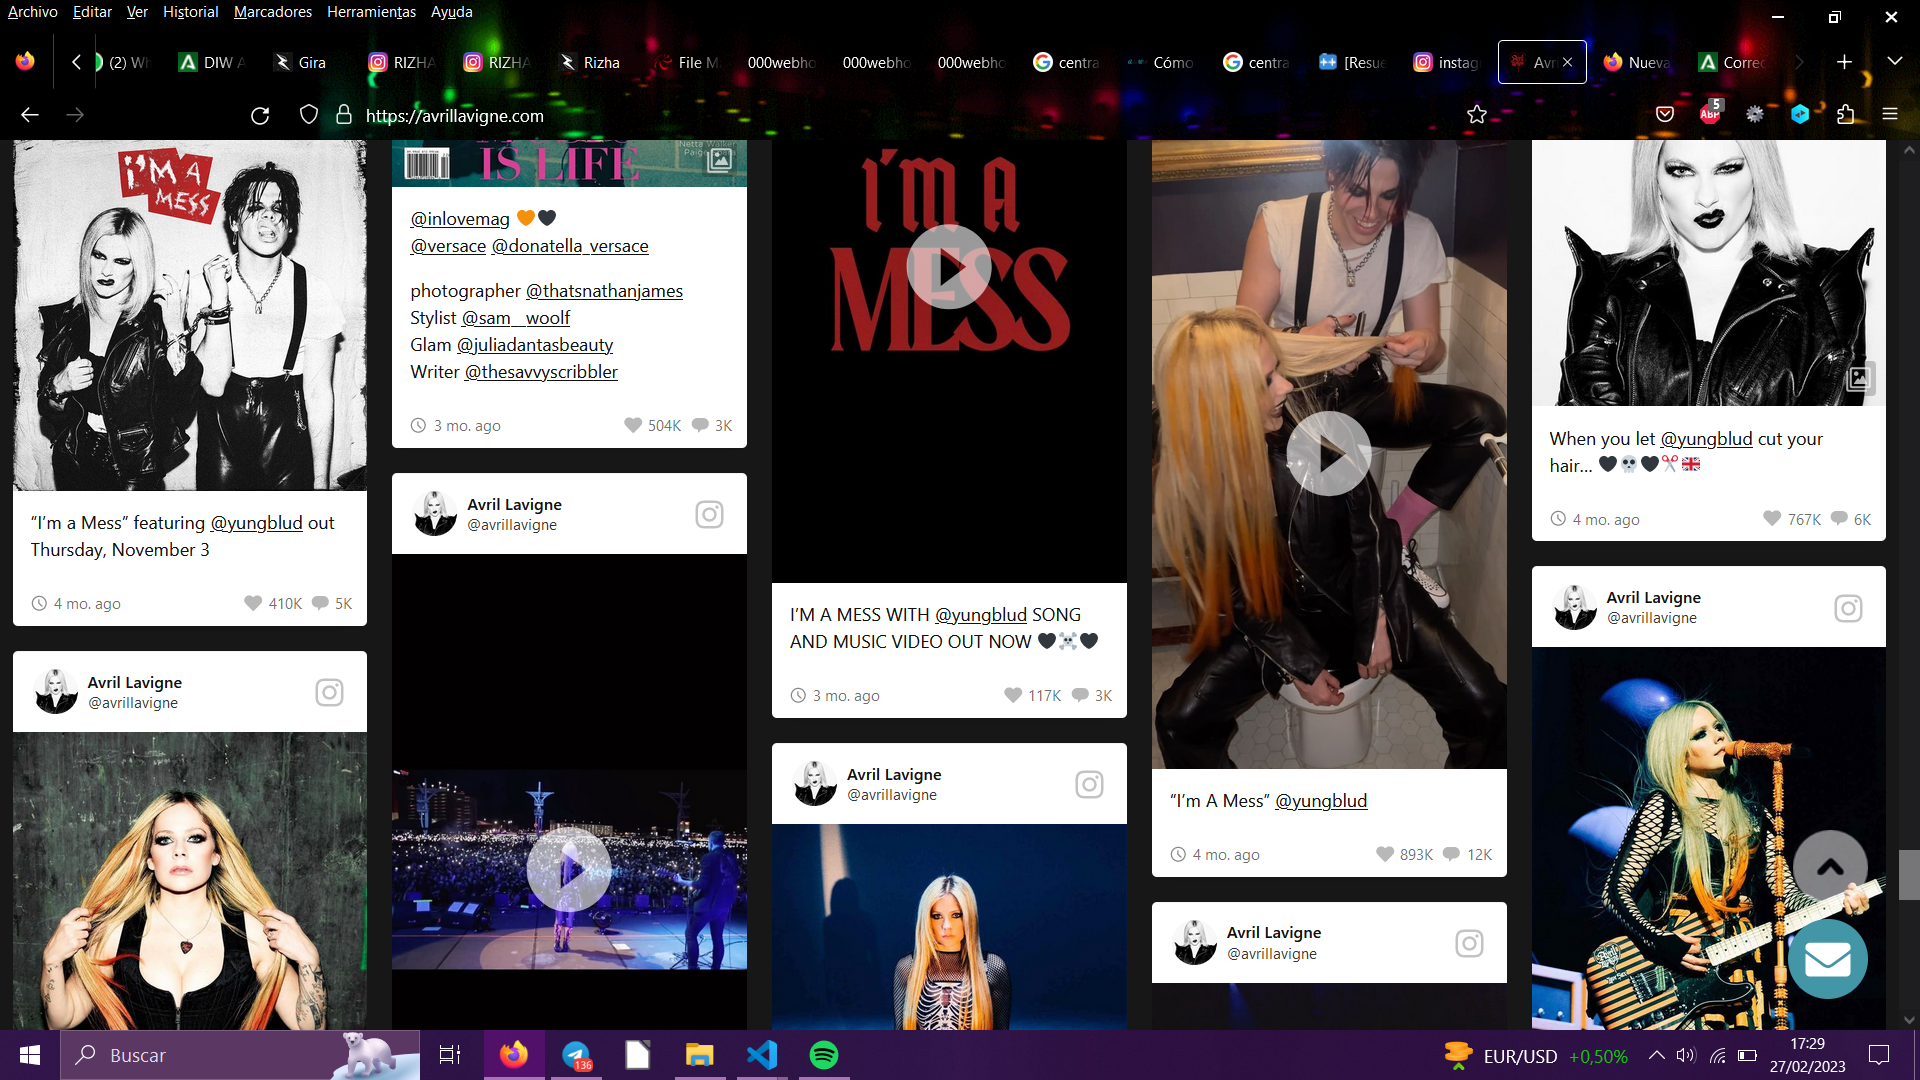 Archivo Editar Ver Historial Marcadores Herramientas Ayuda
(2) Wh DIW A Gira RIZHA RIZHA Rizha File M 000webho 000webho 000webho centra Cómo centra [Resue instag Avr Nueva Correo
https://avrillavigne.com
5
ABP
I'M A
MESS
“I’m a Mess” featuring @yungblud out
Thursday, November 3
4 mo. ago 410K 5K
Avril Lavigne
@avrillavigne
Netta Walker
IS LIFE
@inlovemag 🧡🖤
@versace @donatella_versace
photographer @thatsnathanjames
Stylist @sam__woolf
Glam @juliadantasbeauty
Writer @thesavvyscribbler
3 mo. ago 504K 3K
Avril Lavigne
@avrillavigne
i'm a
MESS
I’M A MESS WITH @yungblud SONG
AND MUSIC VIDEO OUT NOW 🖤☠️🖤
3 mo. ago 117K 3K
Avril Lavigne
@avrillavigne
“I’m A Mess” @yungblud
4 mo. ago 893K 12K
Avril Lavigne
@avrillavigne
When you let @yungblud cut your
hair... 🖤💀🖤✂️🇬🇧
4 mo. ago 767K 6K
Avril Lavigne
@avrillavigne
Buscar
136
EUR/USD +0,50%
17:29
27/02/2023